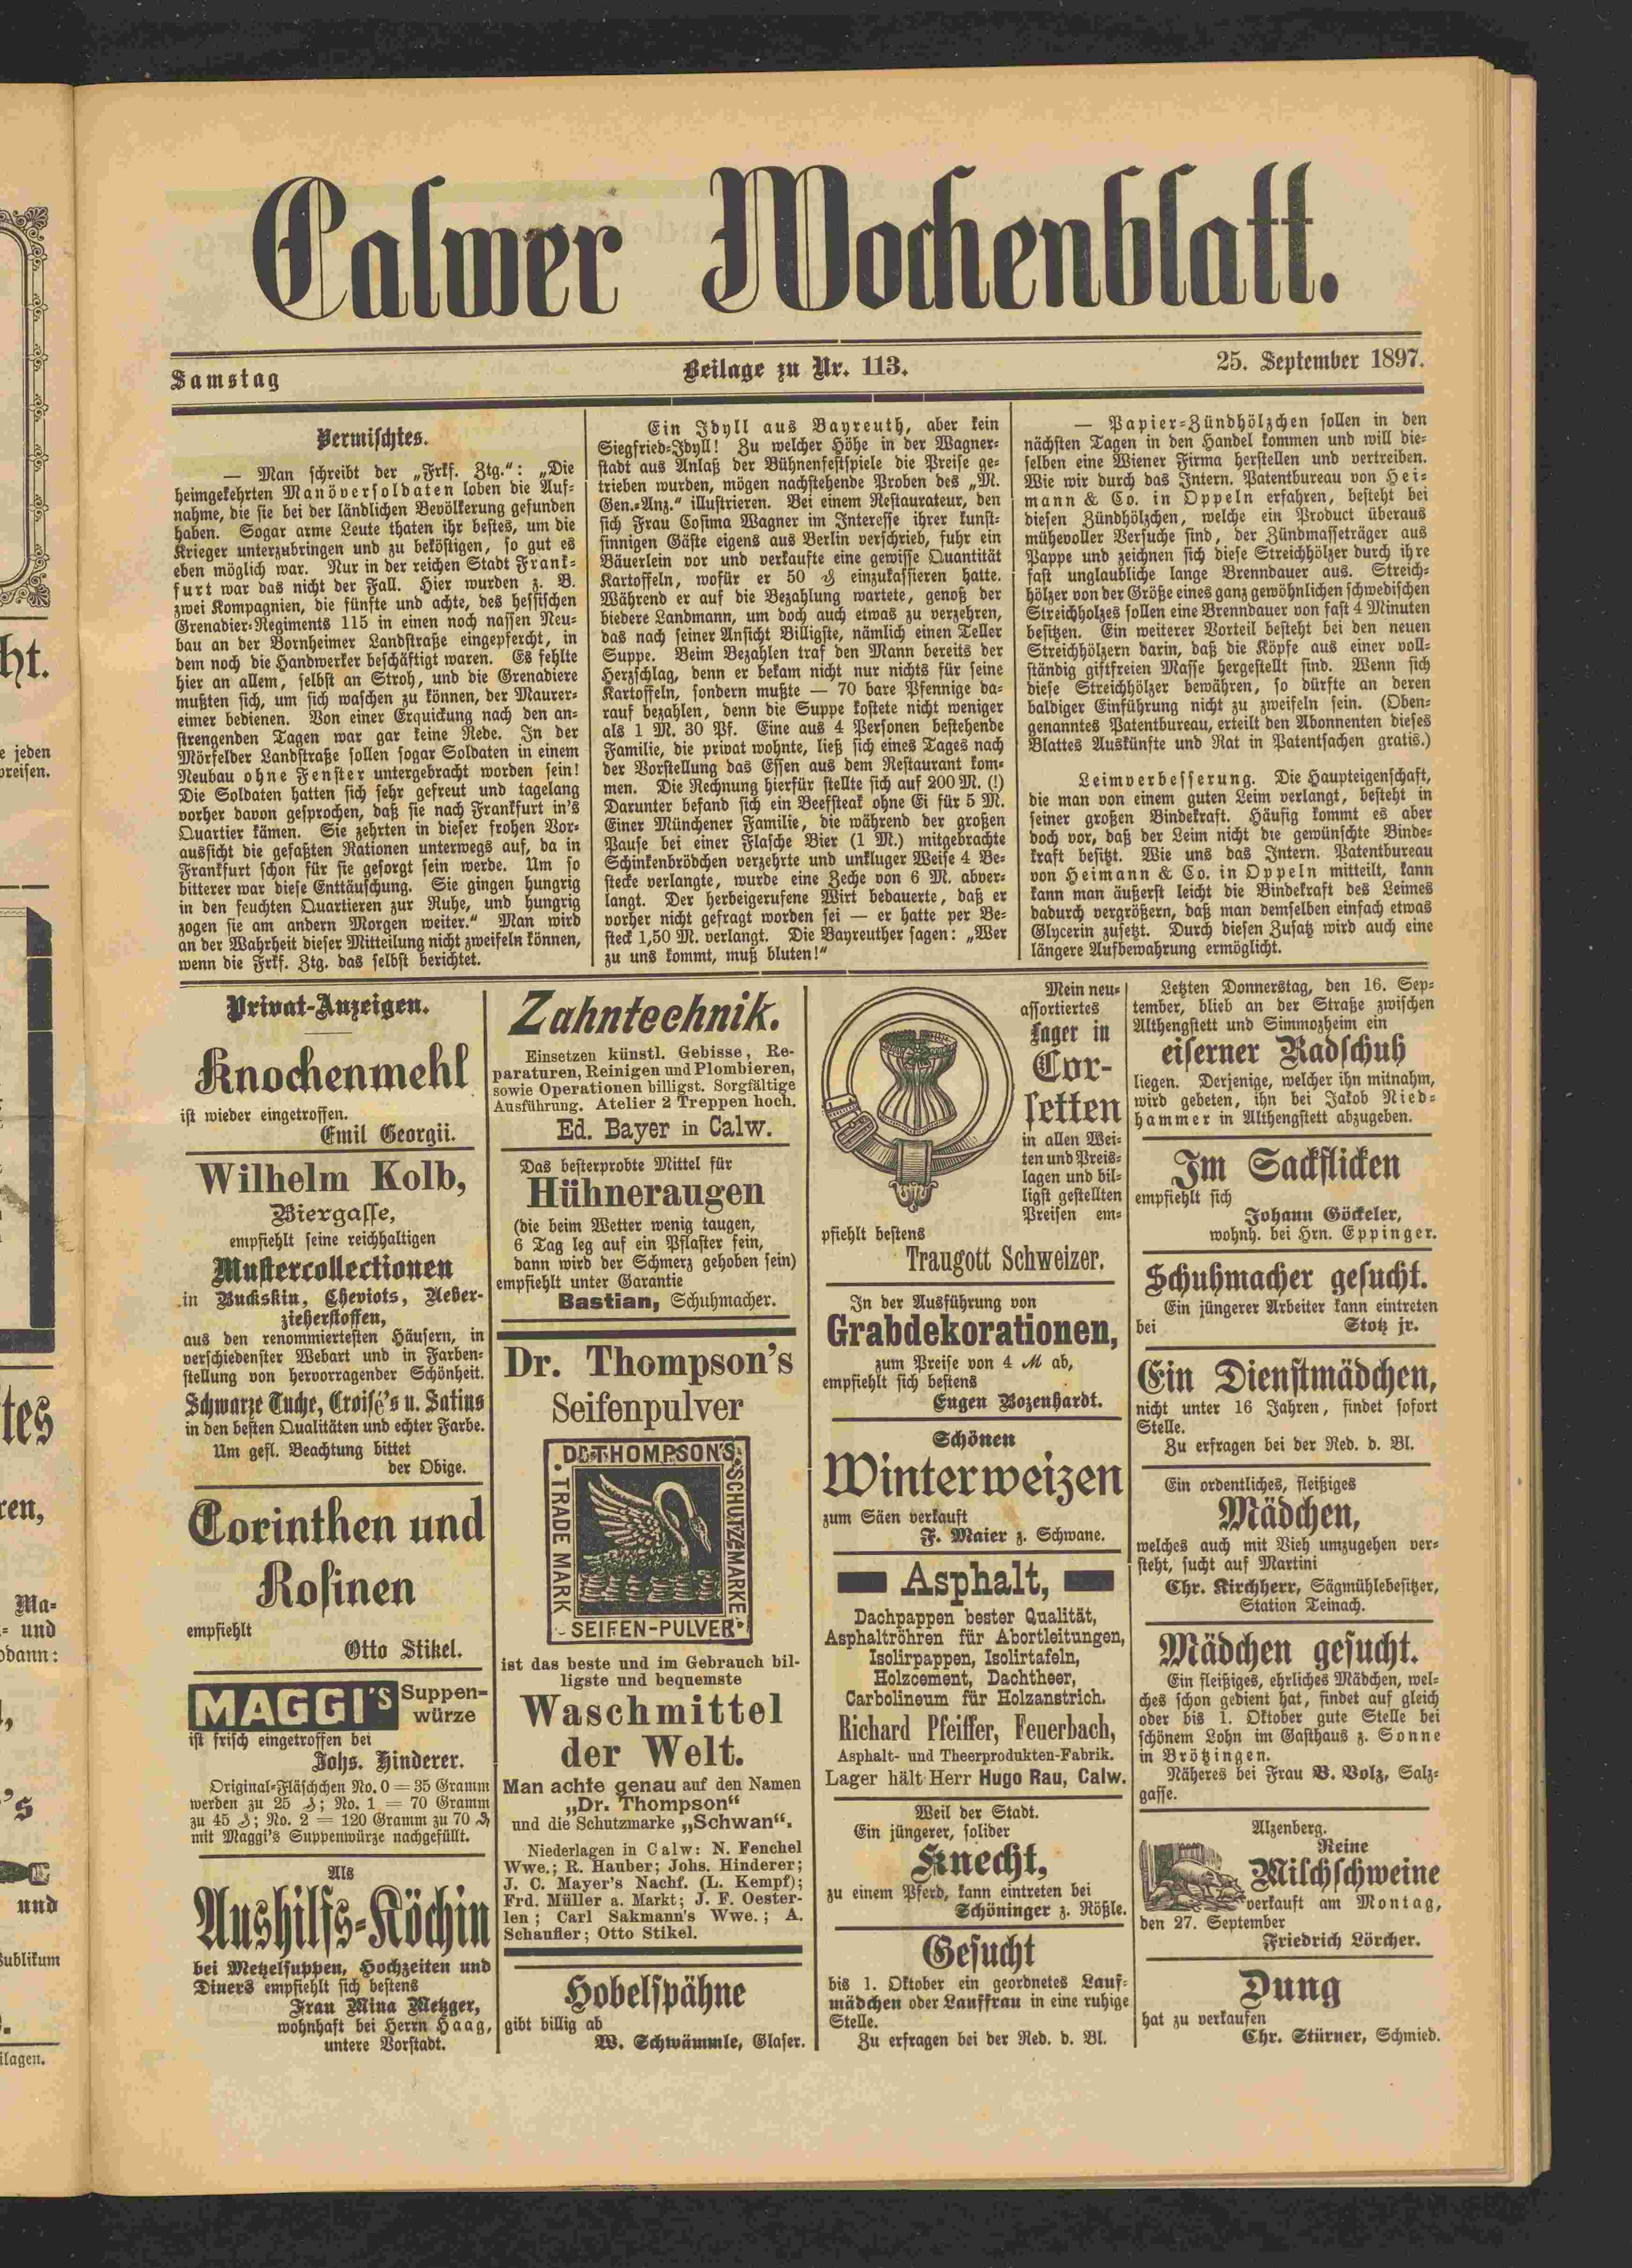 Calwer Wochenblatt.
Samstag
Beilage zu Nr. 113.
25. September 1897.
Vermischtes.
— Man schreibt der „Frkf. Ztg.“: „Die
heimgekehrten Manöversoldaten loben die Auf-
nahme, die sie bei der ländlichen Bevölkerung gefunden
haben. Sogar arme Leute thaten ihr bestes, um die
Krieger unterzubringen und zu beköstigen, so gut es
eben möglich war. Nur in der reichen Stadt Frank-
furt war das nicht der Fall. Hier wurden z. B.
zwei Kompagnien, die fünfte und achte, des hessischen
Grenadier-Regiments 115 in einen noch nassen Neu-
bau an der Bornheimer Landstraße eingepfercht, in
dem noch die Handwerker beschäftigt waren. Es fehlte
hier an allem, selbst an Stroh, und die Grenadiere
mußten sich, um sich waschen zu können, der Maurer-
eimer bedienen. Von einer Erquickung nach den an-
strengenden Tagen war gar keine Rede. In der
Mörfelder Landstraße sollen sogar Soldaten in einem
Neubau ohne Fenster untergebracht worden sein!
Die Soldaten hatten sich sehr gefreut und tagelang
vorher davon gesprochen, daß sie nach Frankfurt in's
Quartier kämen. Sie zehrten in dieser frohen Vor-
aussicht die gefaßten Rationen unterwegs auf, da in
Frankfurt schon für sie gesorgt sein werde. Um so
bitterer war diese Enttäuschung. Sie gingen hungrig
in den feuchten Quartieren zur Ruhe, und hungrig
zogen sie am andern Morgen weiter.“ Man wird
an der Wahrheit dieser Mitteilung nicht zweifeln können,
wenn die Frkf. Ztg. das selbst berichtet.
Ein Idyll aus Bayreuth, aber kein
Siegfried-Idyll! Zu welcher Höhe in der Wagner-
stadt aus Anlaß der Bühnenfestspiele die Preise ge-
trieben wurden, mögen nachstehende Proben des „M.
Gen.-Anz.“ illustrieren. Bei einem Restaurateur, den
sich Frau Cosima Wagner im Interesse ihrer kunst-
sinnigen Gäste eigens aus Berlin verschrieb, fuhr ein
Bäuerlein vor und verkaufte eine gewisse Quantität
Kartoffeln, wofür er 50 ₰ einzukassieren hatte.
Während er auf die Bezahlung wartete, genoß der
biedere Landmann, um doch auch etwas zu verzehren,
das nach seiner Ansicht Billigste, nämlich einen Teller
Suppe. Beim Bezahlen traf den Mann bereits der
Herzschlag, denn er bekam nicht nur nichts für seine
Kartoffeln, sondern mußte — 70 bare Pfennige da-
rauf bezahlen, denn die Suppe kostete nicht weniger
als 1 M. 30 Pf. Eine aus 4 Personen bestehende
Familie, die privat wohnte, ließ sich eines Tages nach
der Vorstellung das Essen aus dem Restaurant kom-
men. Die Rechnung hierfür stellte sich auf 200 M. (!)
Darunter befand sich ein Beefsteak ohne Ei für 5 M.
Einer Münchener Familie, die während der großen
Pause bei einer Flasche Bier (1 M.) mitgebrachte
Schinkenbrödchen verzehrte und unkluger Weise 4 Be-
stecke verlangte, wurde eine Zeche von 6 M. abver-
langt. Der herbeigerufene Wirt bedauerte, daß er
vorher nicht gefragt worden sei — er hatte per Be-
steck 1,50 M. verlangt. Die Bayreuther sagen: „Wer
zu uns kommt, muß bluten!“
— Papier-Zündhölzchen sollen in den
nächsten Tagen in den Handel kommen und will die-
selben eine Wiener Firma herstellen und vertreiben.
Wie wir durch das Intern. Patentbureau von Hei-
mann & Co. in Oppeln erfahren, besteht bei
diesen Zündhölzchen, welche ein Product überaus
mühevoller Versuche sind, der Zündmasseträger aus
Pappe und zeichnen sich diese Streichhölzer durch ihre
fast unglaubliche lange Brenndauer aus. Streich-
hölzer von der Größe eines ganz gewöhnlichen schwedischen
Streichholzes sollen eine Brenndauer von fast 4 Minuten
besitzen. Ein weiterer Vorteil besteht bei den neuen
Streichhölzern darin, daß die Köpfe aus einer voll-
ständig giftfreien Masse hergestellt sind. Wenn sich
diese Streichhölzer bewähren, so dürfte an deren
baldiger Einführung nicht zu zweifeln sein. (Oben-
genanntes Patentbureau, erteilt den Abonnenten dieses
Blattes Auskünfte und Rat in Patentsachen gratis.)
Leimverbesserung. Die Haupteigenschaft,
die man von einem guten Leim verlangt, besteht in
seiner großen Bindekraft. Häufig kommt es aber
doch vor, daß der Leim nicht die gewünschte Binde-
kraft besitzt. Wie uns das Intern. Patentbureau
von Heimann & Co. in Oppeln mitteilt, kann
kann man äußerst leicht die Bindekraft des Leimes
dadurch vergrößern, daß man demselben einfach etwas
Glycerin zusetzt. Durch diesen Zusatz wird auch eine
längere Aufbewahrung ermöglicht.
Privat-Anzeigen.
Knochenmehl
ist wieder eingetroffen.
Emil Georgii.
Wilhelm Kolb,
Biergasse,
empfiehlt seine reichhaltigen
Mustercollectionen
in Buckskin, Cheviots, Ueber-
zieherstoffen,
aus den renommiertesten Häusern, in
verschiedenster Webart und in Farben-
stellung von hervorragender Schönheit.
Schwarze Tuche, Croisé's u. Satins
in den besten Qualitäten und echter Farbe.
Um gefl. Beachtung bittet
der Obige.
Corinthen und
Rosinen
empfiehlt
Otto Stikel.
MAGGI'S Suppen-
würze
ist frisch eingetroffen bei
Johs. Hinderer.
Original-Fläschchen No. 0 = 35 Gramm
werden zu 25 ₰; No. 1 = 70 Gramm
zu 45 ₰; No. 2 = 120 Gramm zu 70 ₰
mit Maggi's Suppenwürze nachgefüllt.
Als
Aushilfs-Köchin
bei Metzelsuppen, Hochzeiten und
Diners empfiehlt sich bestens
Frau Mina Metzger,
wohnhaft bei Herrn Haag,
untere Vorstadt.
Zahntechnik.
Einsetzen künstl. Gebisse, Re-
paraturen, Reinigen und Plombieren,
sowie Operationen billigst. Sorgfältige
Ausführung. Atelier 2 Treppen hoch.
Ed. Bayer in Calw.
Das besterprobte Mittel für
Hühneraugen
(die beim Wetter wenig taugen,
6 Tag leg auf ein Pflaster fein,
dann wird der Schmerz gehoben sein)
empfiehlt unter Garantie
Bastian, Schuhmacher.
Dr. Thompson's
Seifenpulver
DR THOMPSON'S
TRADE MARK
SCHUTZ-MARKE
SEIFEN-PULVER
ist das beste und im Gebrauch bil-
ligste und bequemste
Waschmittel
der Welt.
Man achte genau auf den Namen
„Dr. Thompson“
und die Schutzmarke „Schwan“.
Niederlagen in Calw: N. Fenchel
Wwe.; R. Hauber; Johs. Hinderer;
J. C. Mayer's Nachf. (L. Kempf);
Frd. Müller a. Markt; J. F. Oester-
len; Carl Sakmann's Wwe.; A.
Schaufler; Otto Stikel.
Hobelspähne
gibt billig ab
W. Schwämmle, Glaser.
Mein neu-
assortiertes
Lager in
Cor-
setten
in allen Wei-
ten und Preis-
lagen und bil-
ligst gestellten
Preisen em-
pfiehlt bestens
Traugott Schweizer.
In der Ausführung von
Grabdekorationen,
zum Preise von 4 M ab,
empfiehlt sich bestens
Eugen Bozenhardt.
Schönen
Winterweizen
zum Säen verkauft
F. Maier z. Schwane.
Asphalt,
Dachpappen bester Qualität,
Asphaltröhren für Abortleitungen,
Isolirpappen, Isolirtafeln,
Holzcement, Dachtheer,
Carbolineum für Holzanstrich.
Richard Pfeiffer, Feuerbach,
Asphalt- und Theerprodukten-Fabrik.
Lager hält Herr Hugo Rau, Calw.
Weil der Stadt.
Ein jüngerer, solider
Knecht,
zu einem Pferd, kann eintreten bei
Schöninger z. Rößle.
Gesucht
bis 1. Oktober ein geordnetes Lauf-
mädchen oder Lauffrau in eine ruhige
Stelle.
Zu erfragen bei der Red. d. Bl.
Letzten Donnerstag, den 16. Sep-
tember, blieb an der Straße zwischen
Althengstett und Simmozheim ein
eiserner Radschuh
liegen. Derjenige, welcher ihn mitnahm,
wird gebeten, ihn bei Jakob Nied-
hammer in Althengstett abzugeben.
Im Sackflicken
empfiehlt sich
Johann Göckeler,
wohnh. bei Hrn. Eppinger.
Schuhmacher gesucht.
Ein jüngerer Arbeiter kann eintreten
bei Stotz jr.
Ein Dienstmädchen,
nicht unter 16 Jahren, findet sofort
Stelle.
Zu erfragen bei der Red. d. Bl.
Ein ordentliches, fleißiges
Mädchen,
welches auch mit Vieh umzugehen ver-
steht, sucht auf Martini
Chr. Kirchherr, Sägmühlebesitzer,
Station Teinach.
Mädchen gesucht.
Ein fleißiges, ehrliches Mädchen, wel-
ches schon gedient hat, findet auf gleich
oder bis 1. Oktober gute Stelle bei
schönem Lohn im Gasthaus z. Sonne
in Brötzingen.
Näheres bei Frau B. Bolz, Salz-
gasse.
Alzenberg.
Reine
Milchschweine
verkauft am Montag,
den 27. September
Friedrich Lörcher.
Dung
hat zu verkaufen
Chr. Stürner, Schmied.
ht.
e jeden
preisen.
tes
ren,
Ma-
- und
odann:
's
und
Publikum
ilagen.